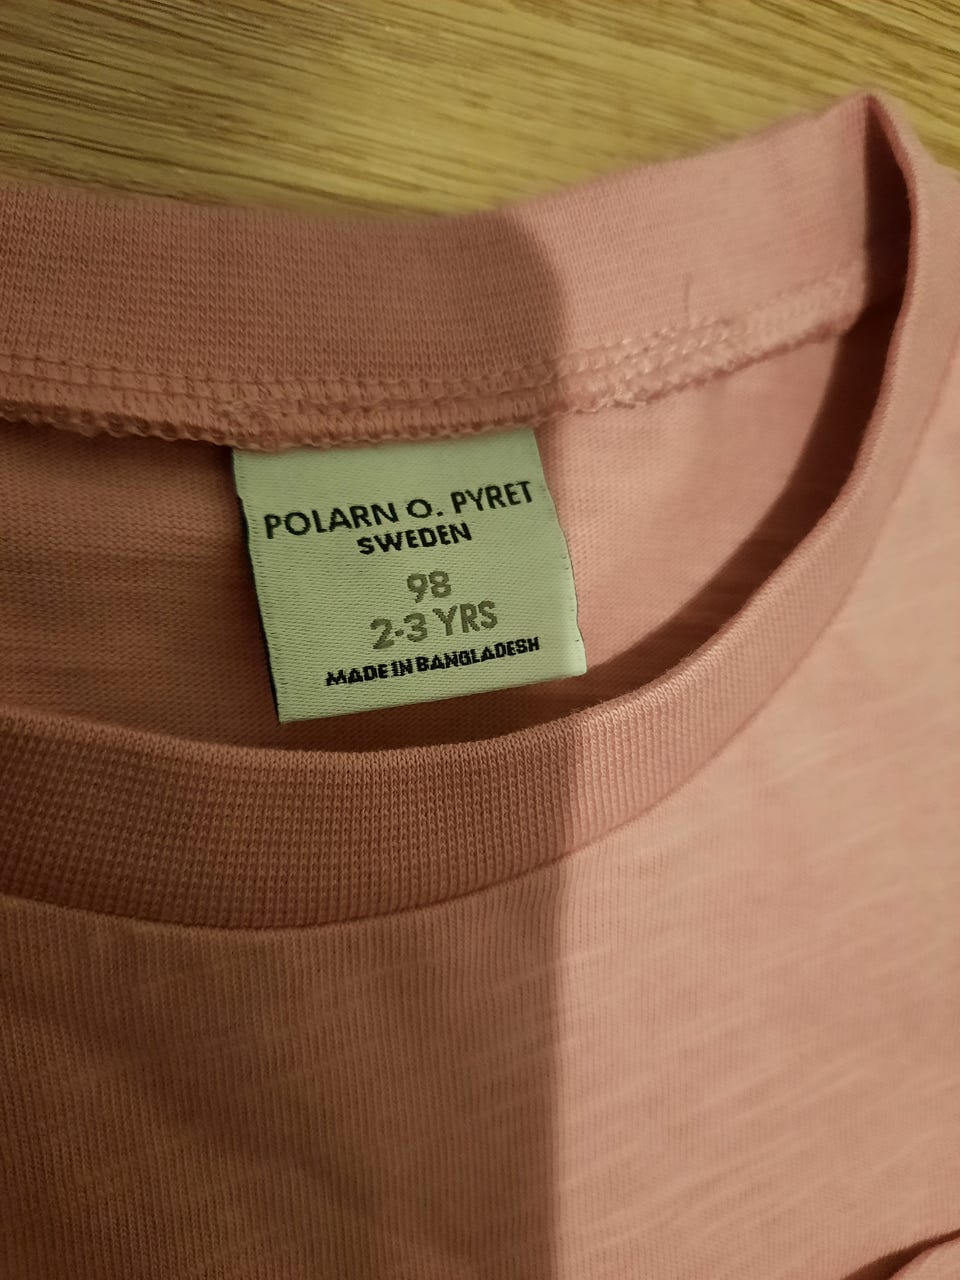 POLARN O. PYRET
SWEDEN
98
2-3 YRS
MADE IN BANGLADESH